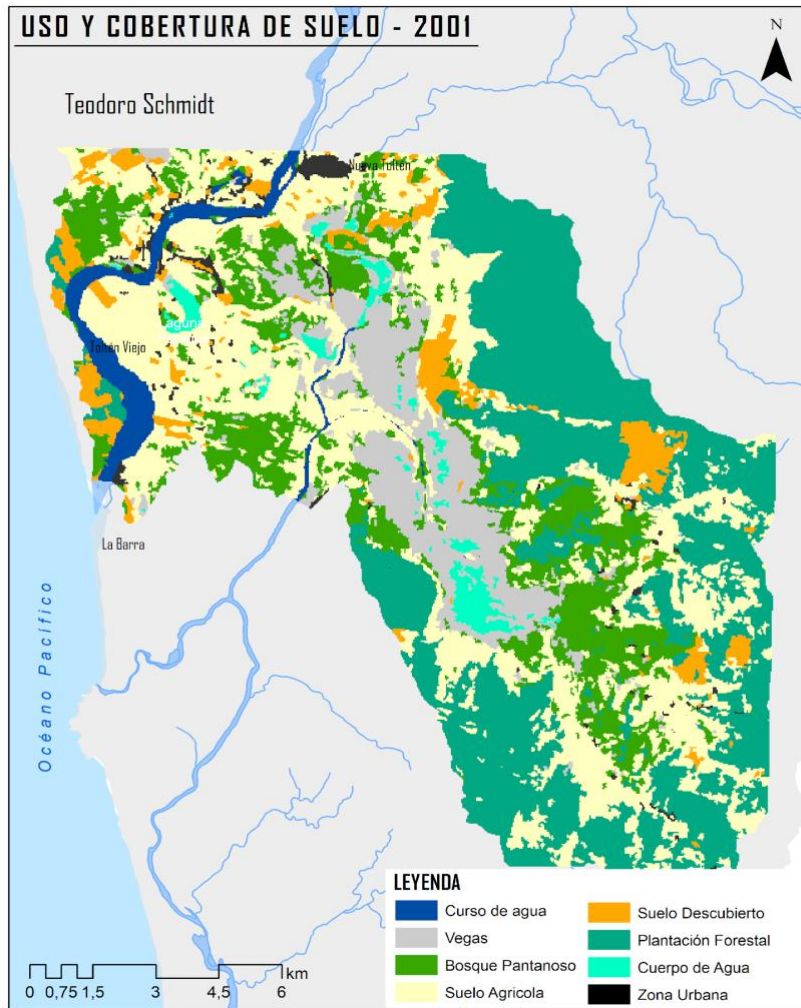 USO Y COBERTURA DE SUELO - 2001
N
Teodoro Schmidt
Nueva Toltén
Laguna
Toltén Viejo
La Barra
Océano Pacífico
LEYENDA
Curso de agua
Vegas
Bosque Pantanoso
Suelo Agricola
Suelo Descubierto
Plantación Forestal
Cuerpo de Agua
Zona Urbana
0 0,75 1,5 3 4,5 6 km